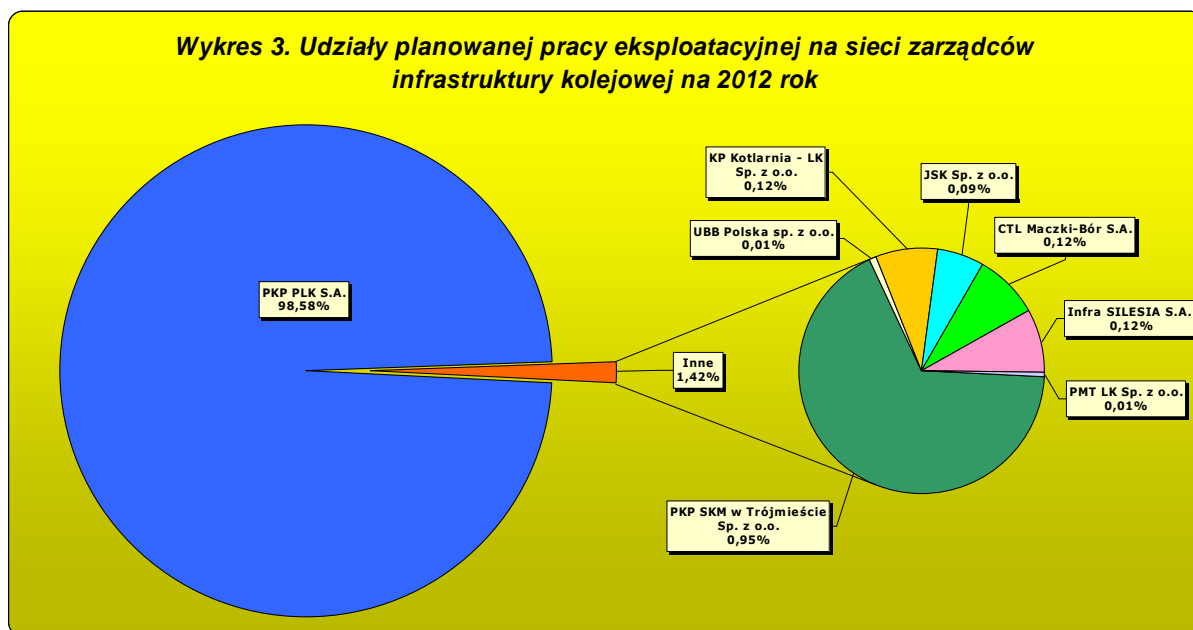 Wykres 3. Udziały planowanej pracy eksploatacyjnej na sieci zarządców
infrastruktury kolejowej na 2012 rok
PKP PLK S.A.
98,58%
Inne
1,42%
UBB Polska sp. z o.o.
0,01%
KP Kotlarnia - LK
Sp. z o.o.
0,12%
JSK Sp. z o.o.
0,09%
CTL Maczki-Bór S.A.
0,12%
Infra SILESIA S.A.
0,12%
PMT LK Sp. z o.o.
0,01%
PKP SKM w Trójmieście
Sp. z o.o.
0,95%